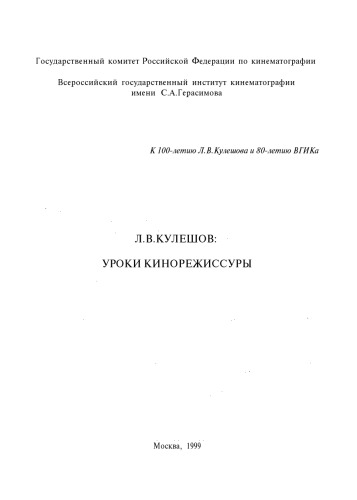 Государственный комитет Российской Федерации по кинематографии
Всероссийский государственный институт кинематографии
имени С.А.Герасимова
К 100-летию Л.В.Кулешова и 80-летию ВГИКа
Л.В.КУЛЕШОВ:
УРОКИ КИНОРЕЖИССУРЫ
Москва, 1999